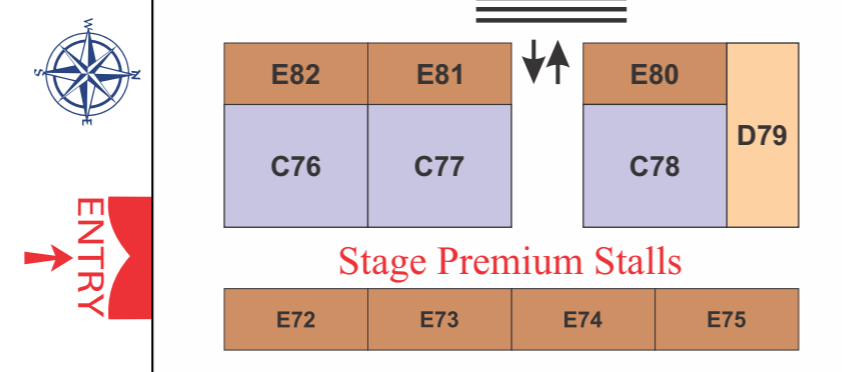 W
S N
E
ENTRY
E82 E81 E80
D79
C76 C77 C78
Stage Premium Stalls
E72 E73 E74 E75